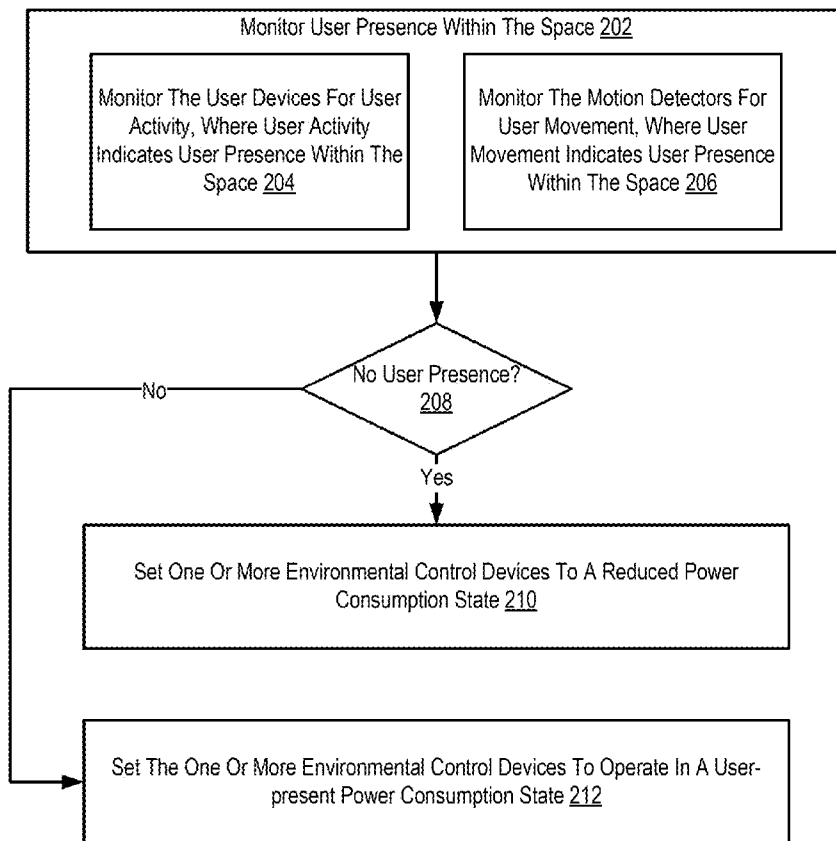 Monitor User Presence Within The Space 202
Monitor The User Devices For User
Activity, Where User Activity
Indicates User Presence Within The
Space 204
Monitor The Motion Detectors For
User Movement, Where User
Movement Indicates User Presence
Within The Space 206
No User Presence?
208
No
Yes
Set One Or More Environmental Control Devices To A Reduced Power
Consumption State 210
Set The One Or More Environmental Control Devices To Operate In A User-
present Power Consumption State 212